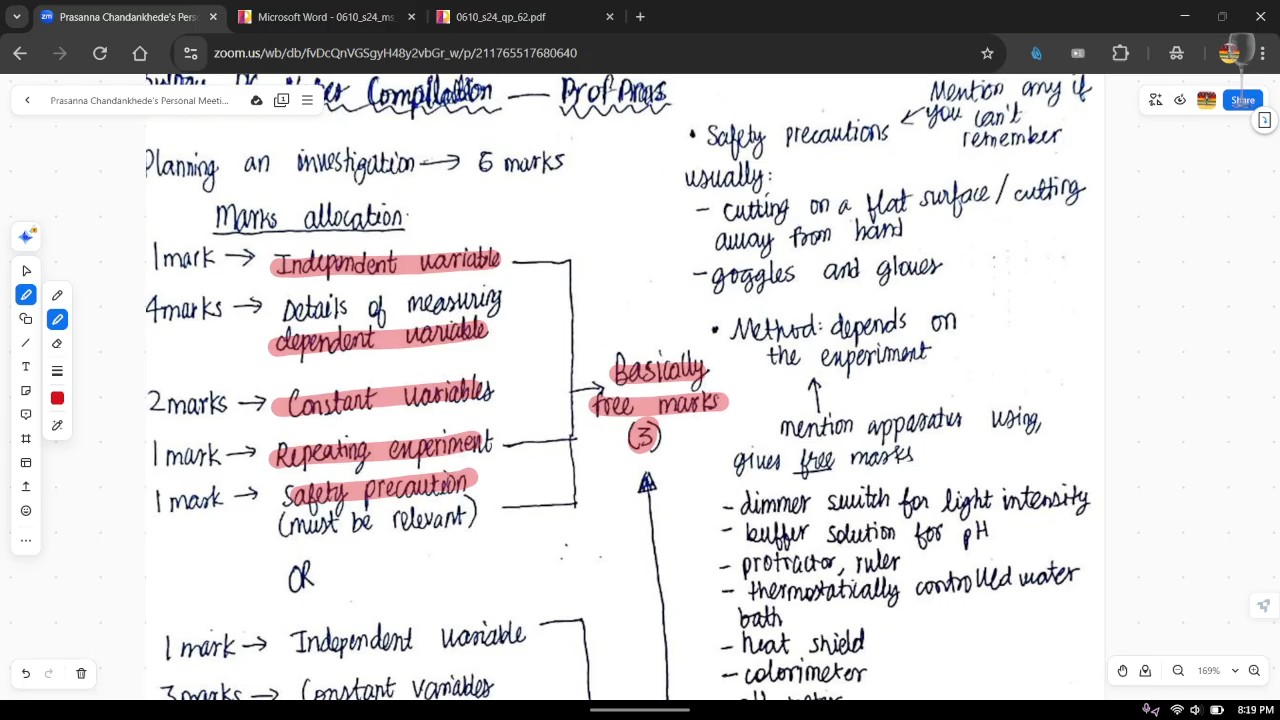 Prasanna Chandankhede's Pers
Microsoft Word - 0610_s24_ms_
0610_s24_qp_62.pdf
zoom.us/wb/db/fvDcQnVGSgyH48y2vbGr_w/p/211765517680640
Prasanna Chandankhede's Personal Meeti...
Share
Compilation — Prof Pras
Planning an investigation → 6 marks
Marks allocation:
1 mark → Independent variable
4 marks → Details of measuring
dependent variable
2 marks → Constant variables
1 mark → Repeating experiment
1 mark → Safety precaution
(must be relevant)
OR
1 mark → Independent variable
3 marks → Constant variables
Basically
free marks
(3)
Mention any if
you can't
remember
• Safety precautions
usually:
- cutting on a flat surface / cutting
away from hand
- goggles and gloves
• Method: depends on
the experiment
mention apparatus using,
gives free marks
- dimmer switch for light intensity
- buffer solution for pH
- protractor, ruler
- thermostatically controlled water
bath
- heat shield
- colorimeter
169%
8:19 PM